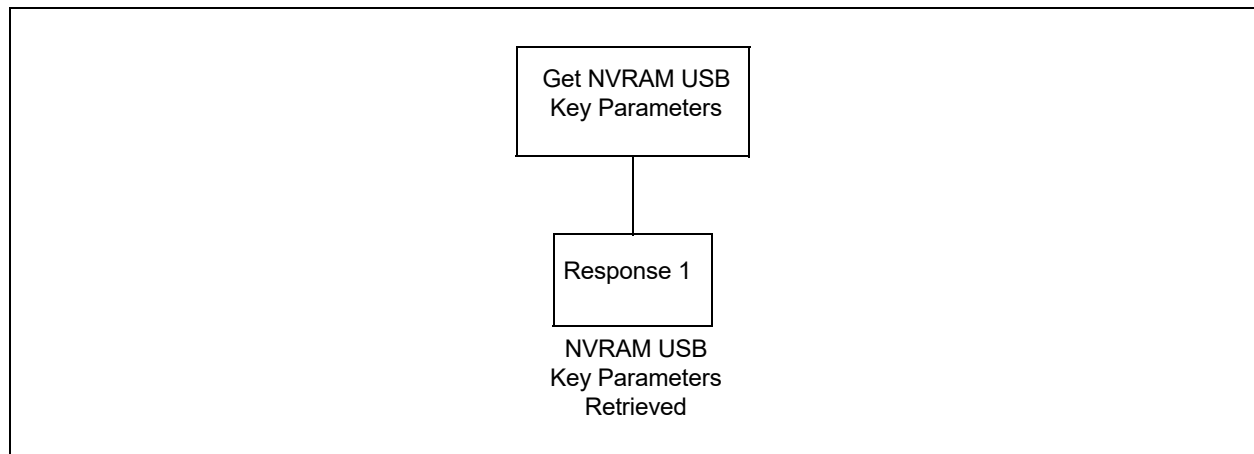 Get NVRAM USB
Key Parameters
Response 1
NVRAM USB
Key Parameters
Retrieved